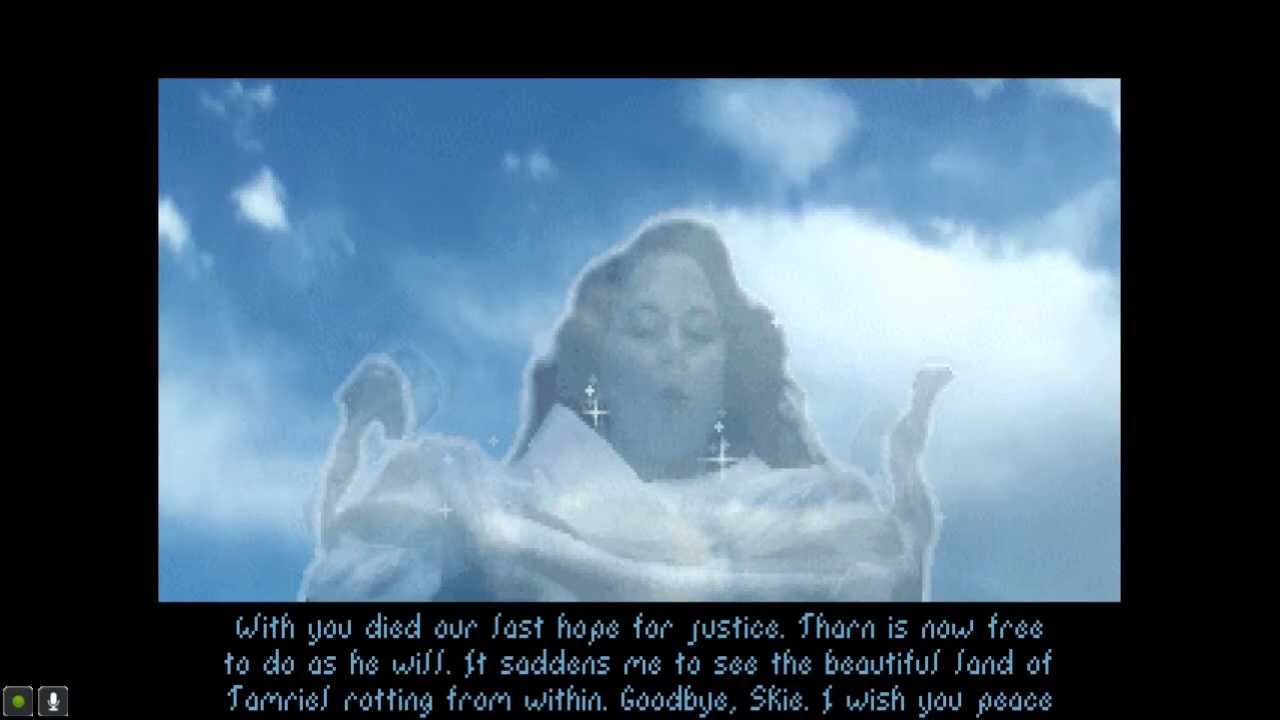 With you died our last hope for justice. Tharn is now free
to do as he will. It saddens me to see the beautiful land of
Tamriel rotting from within. Goodbye, Skie. I wish you peace